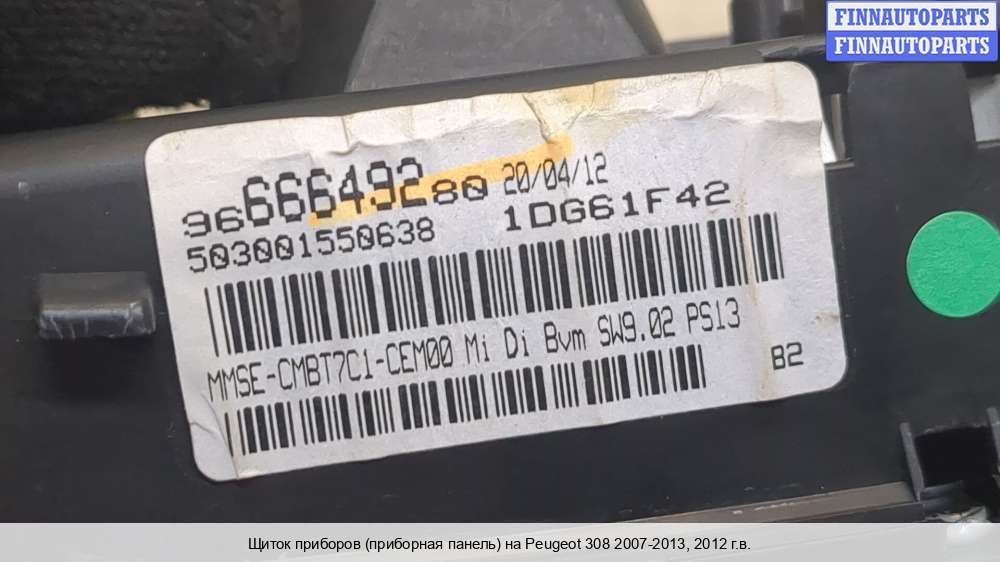 FINNAUTOPARTS
FINNAUTOPARTS
9666649280 20/04/12
503001550638 1DG61F42
MMSE-CMBT7C1-CEM00 Mi Di Bvm SW9.02 PS13
B2
Щиток приборов (приборная панель) на Peugeot 308 2007-2013, 2012 г.в.